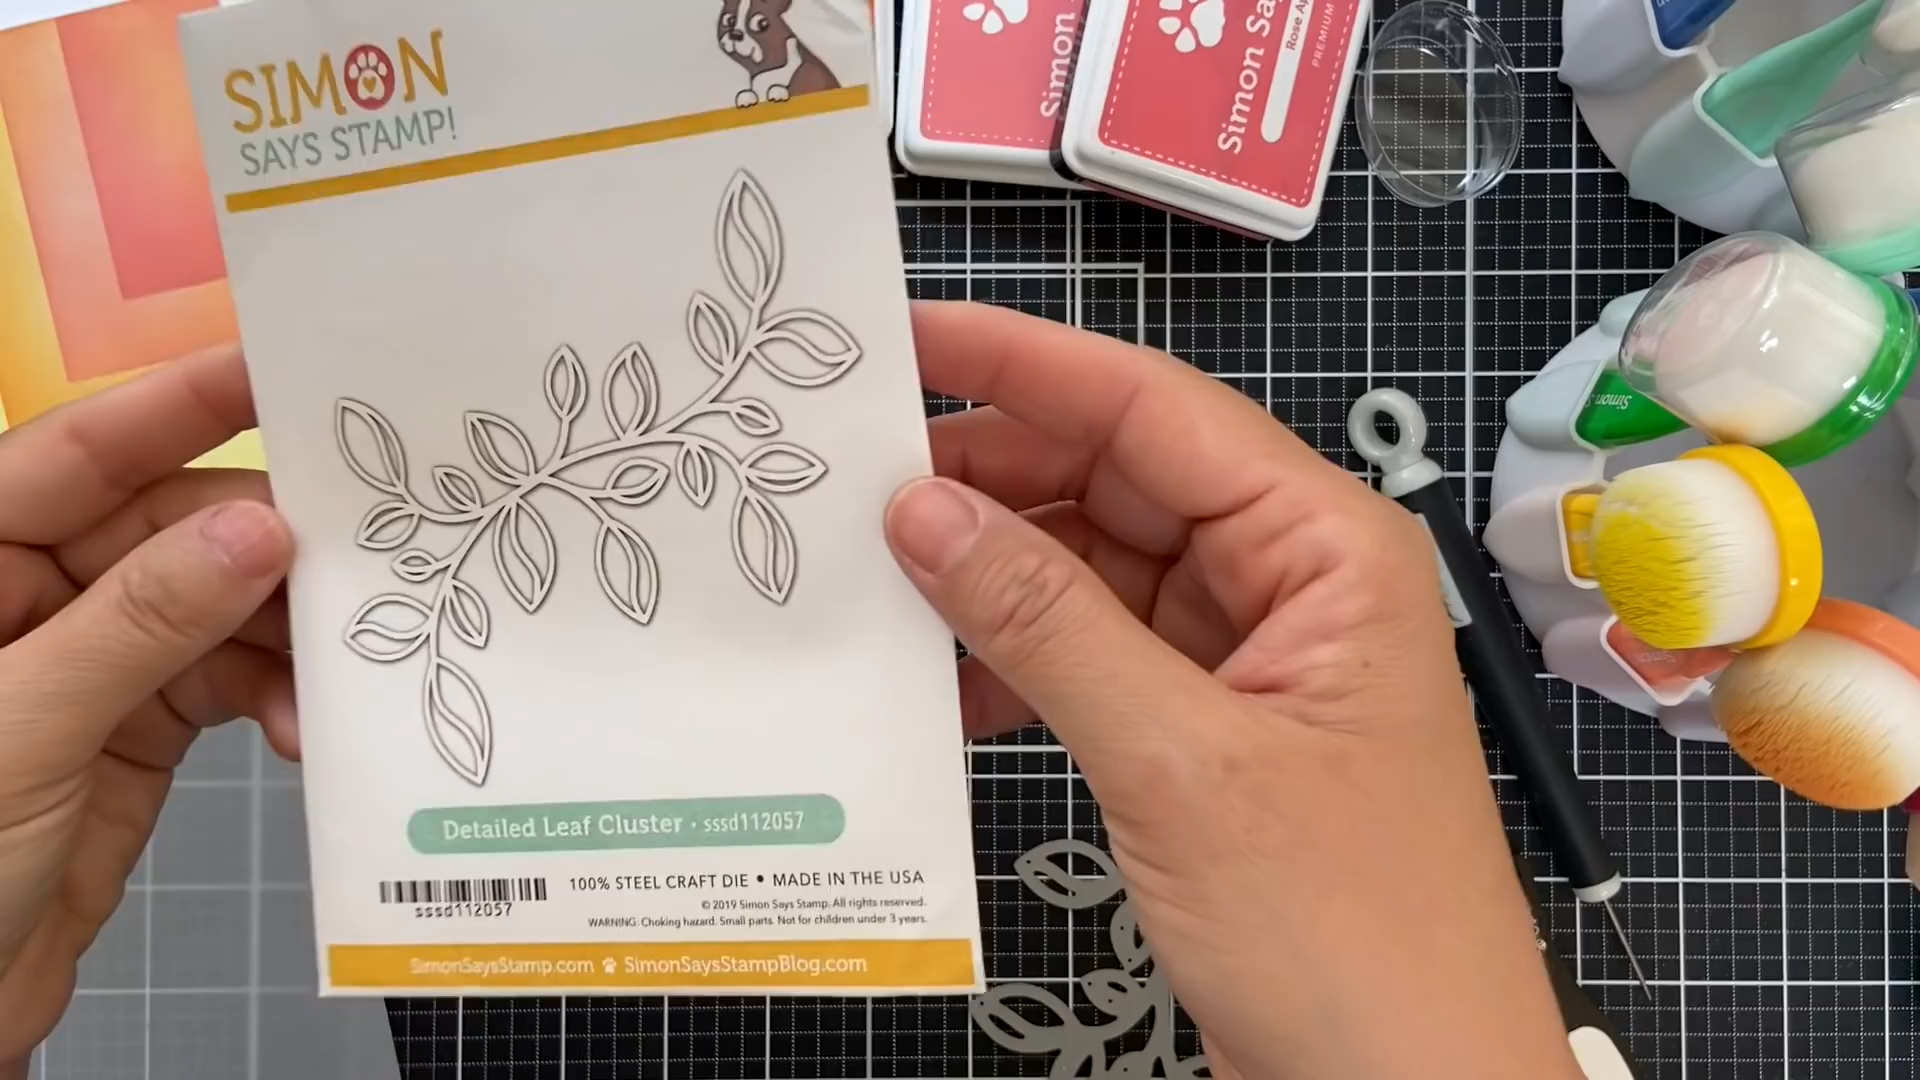 SIMON
SAYS STAMP!
Simon
Simon Sa
Rose Ap
PREMIUM
Simon
Detailed Leaf Cluster · sssd112057
100% STEEL CRAFT DIE • MADE IN THE USA
sssd112057
© 2019 Simon Says Stamp. All rights reserved.
WARNING: Choking hazard. Small parts. Not for children under 3 years.
SimonSaysStamp.com SimonSaysStampBlog.com